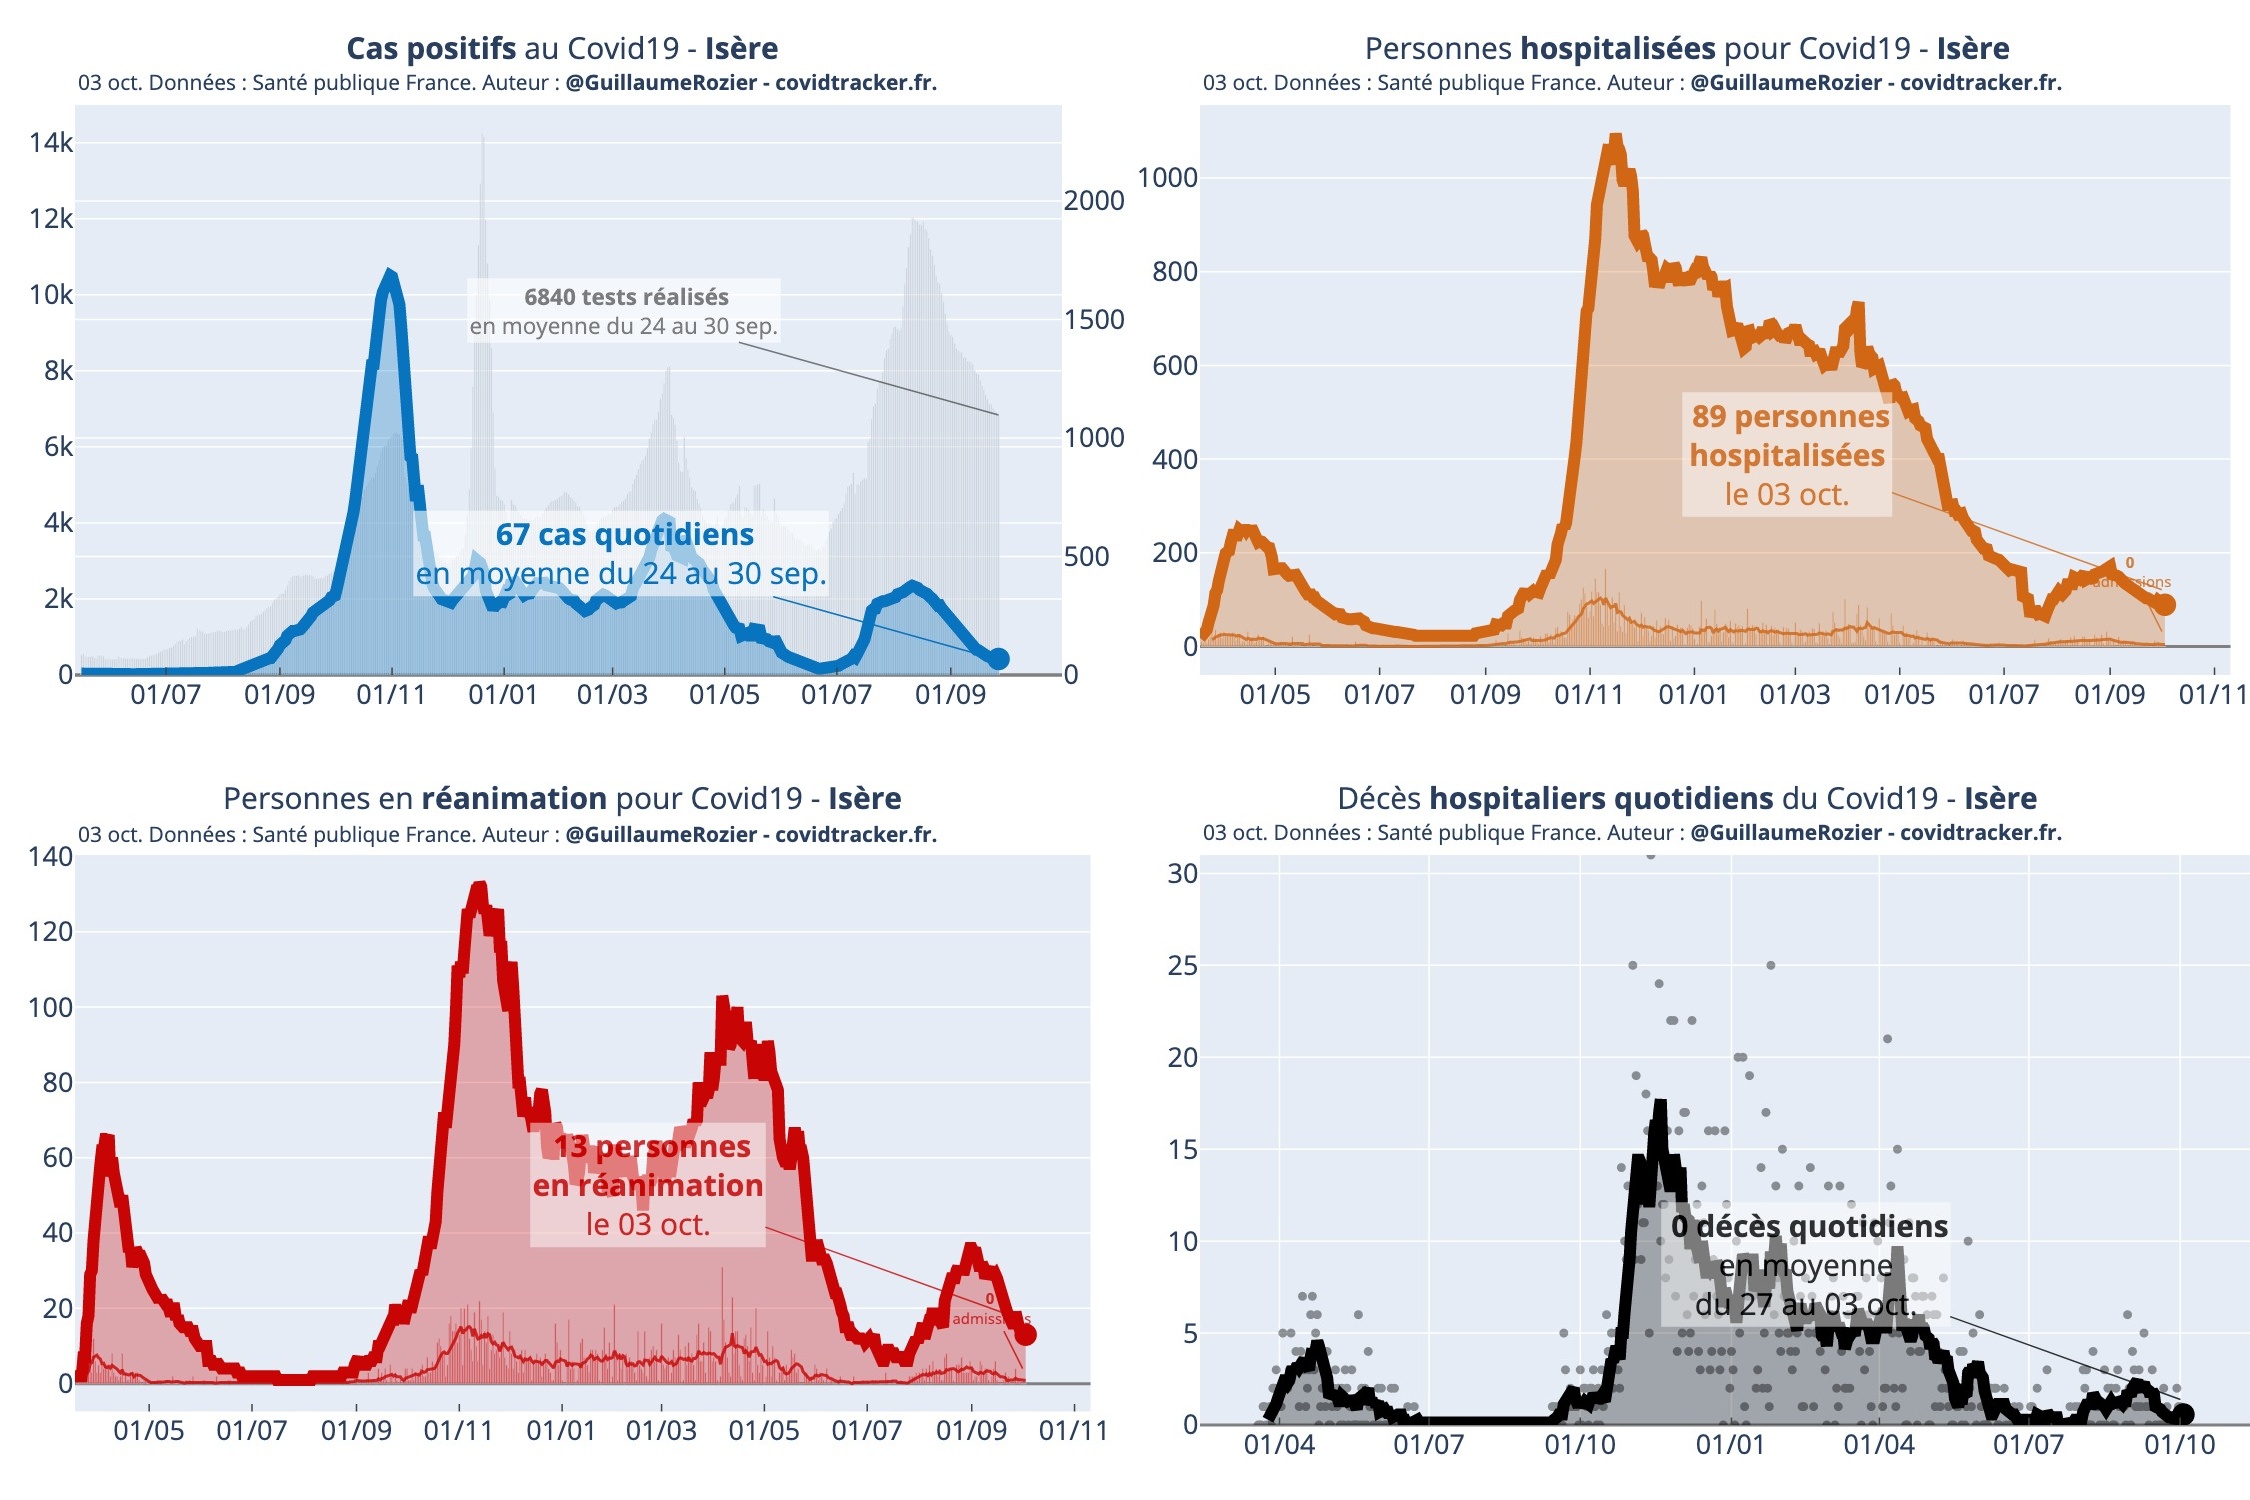 Cas positifs au Covid19 - Isère
03 oct. Données : Santé publique France. Auteur : @GuillaumeRozier - covidtracker.fr.
14k
12k
10k
8k
6k
4k
2k
0
2000
1500
1000
500
0
6840 tests réalisés
en moyenne du 24 au 30 sep.
67 cas quotidiens
en moyenne du 24 au 30 sep.
01/07 01/09 01/11 01/01 01/03 01/05 01/07 01/09
Personnes hospitalisées pour Covid19 - Isère
03 oct. Données : Santé publique France. Auteur : @GuillaumeRozier - covidtracker.fr.
1000
800
600
400
200
0
89 personnes
hospitalisées
le 03 oct.
0
admissions
01/05 01/07 01/09 01/11 01/01 01/03 01/05 01/07 01/09 01/11
Personnes en réanimation pour Covid19 - Isère
03 oct. Données : Santé publique France. Auteur : @GuillaumeRozier - covidtracker.fr.
140
120
100
80
60
40
20
0
13 personnes
en réanimation
le 03 oct.
0
admissions
01/05 01/07 01/09 01/11 01/01 01/03 01/05 01/07 01/09 01/11
Décès hospitaliers quotidiens du Covid19 - Isère
03 oct. Données : Santé publique France. Auteur : @GuillaumeRozier - covidtracker.fr.
30
25
20
15
10
5
0
0 décès quotidiens
en moyenne
du 27 au 03 oct.
01/04 01/07 01/10 01/01 01/04 01/07 01/10